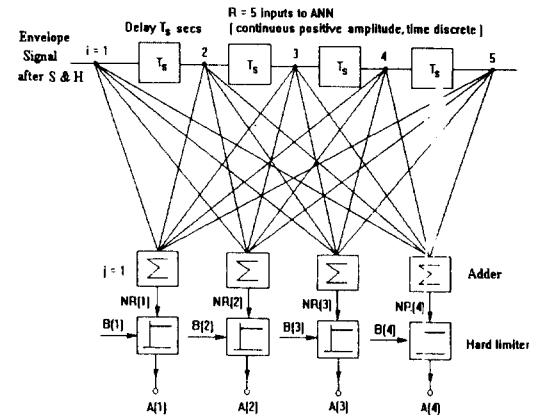 Delay Ts secs
R = 5 inputs to ANN
( continuous positive amplitude, time discrete )
Envelope
Signal
after S & H
i = 1
2
3
4
5
Ts
Ts
Ts
Ts
j = 1
Σ
Σ
Σ
Σ
Adder
NR(1)
NR(2)
NR(3)
NR(4)
B(1)
B(2)
B(3)
B(4)
Hard limiter
A(1)
A(2)
A(3)
A(4)